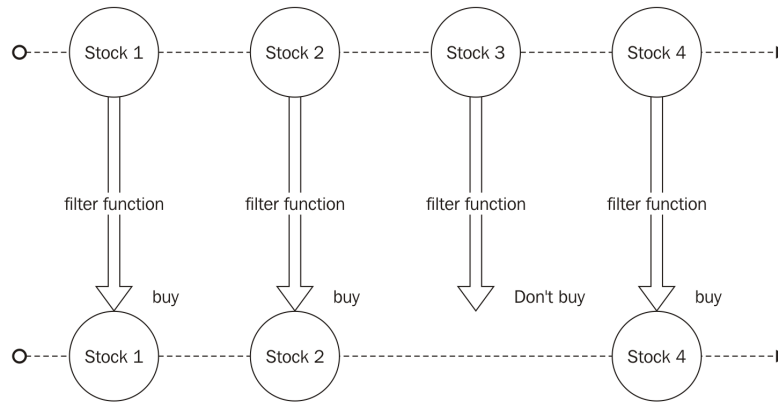 Stock 1
Stock 2
Stock 3
Stock 4
filter function
filter function
filter function
filter function
buy
buy
Don't buy
buy
Stock 1
Stock 2
Stock 4